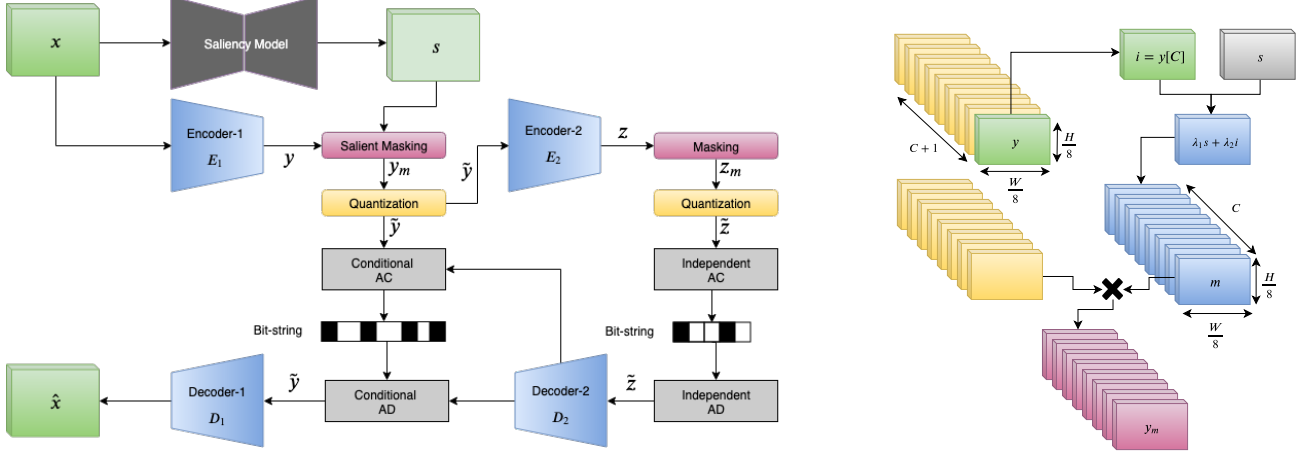 x
Saliency Model
s
Encoder-1
E₁
y
Salient Masking
yₘ
Quantization
ỹ
ỹ
Encoder-2
E₂
z
Masking
zₘ
Quantization
z̃
Conditional
AC
Independent
AC
Bit-string
Bit-string
x̂
Decoder-1
D₁
ỹ
Conditional
AD
Decoder-2
D₂
z̃
Independent
AD
i = y[C]
s
y
C + 1
H/8
W/8
λ₁s + λ₂i
C
m
H/8
W/8
yₘ